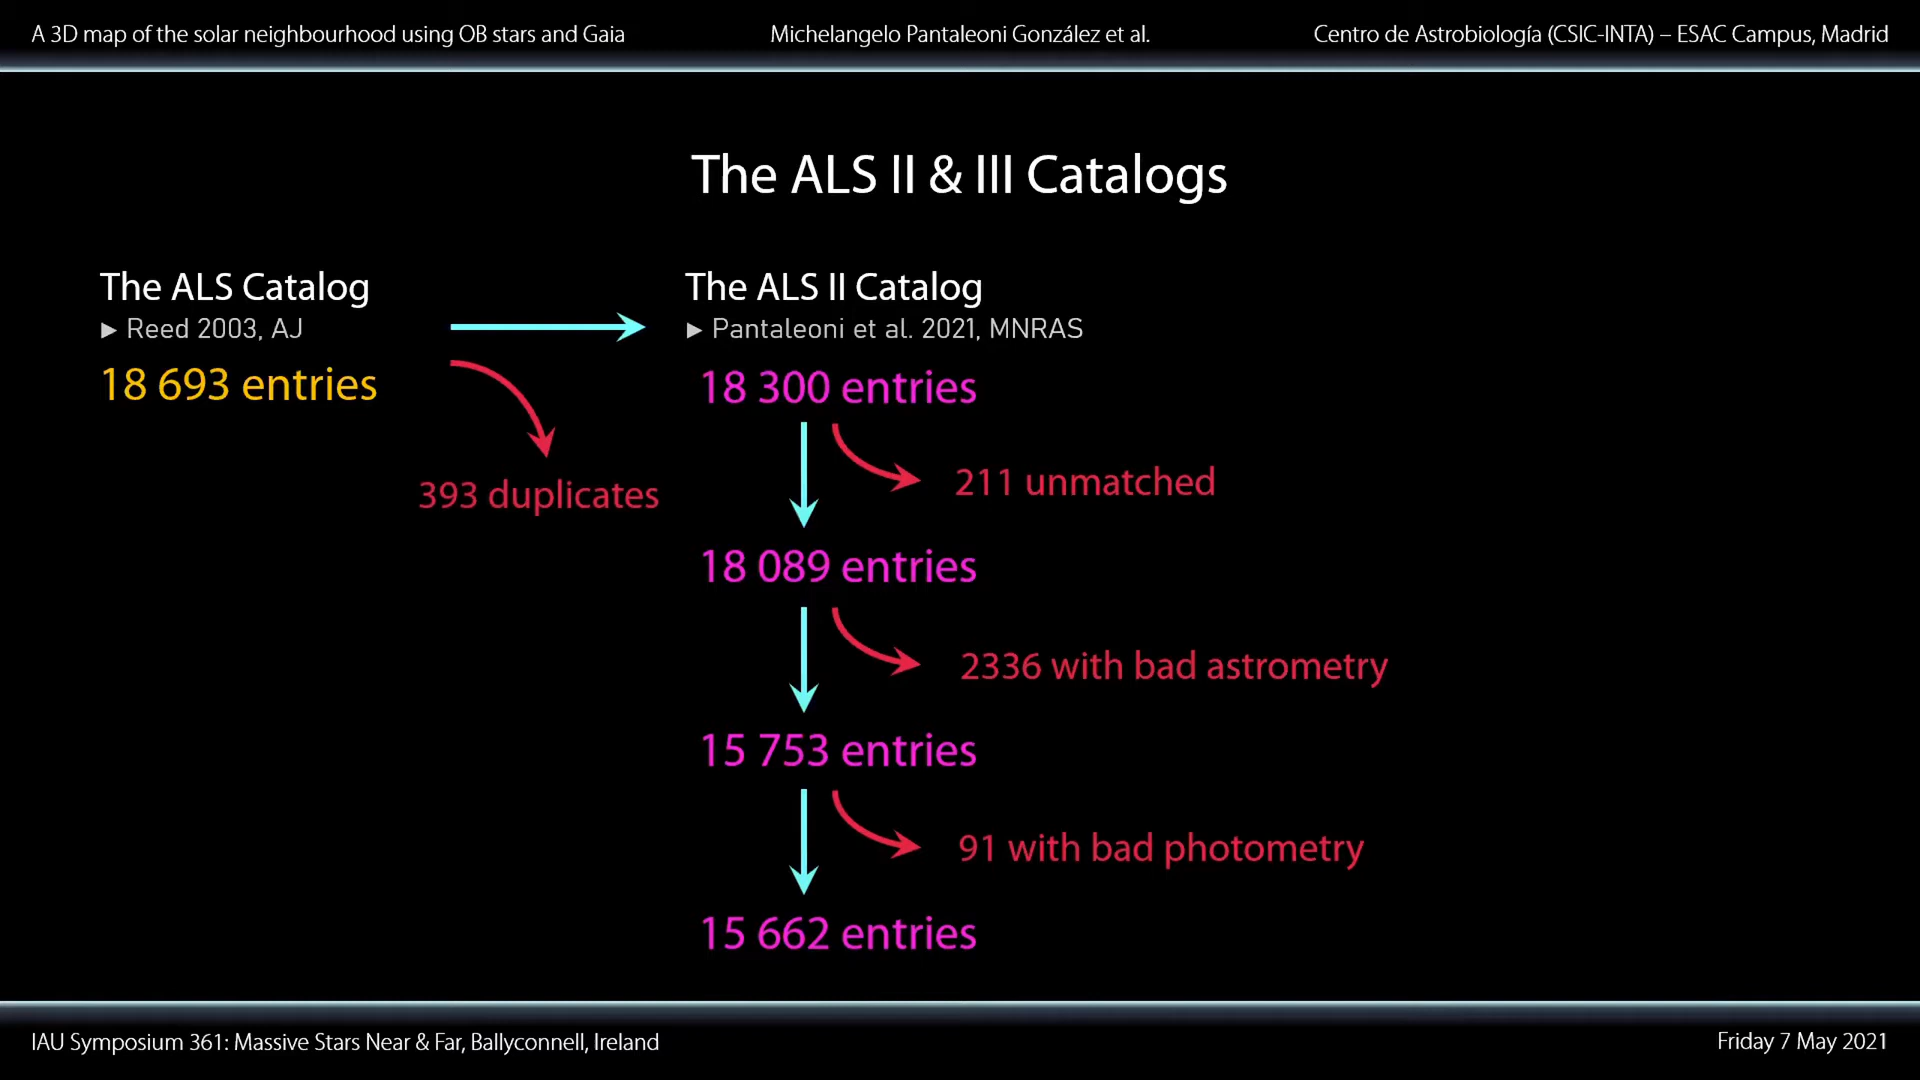 A 3D map of the solar neighbourhood using OB stars and Gaia
Michelangelo Pantaleoni González et al.
Centro de Astrobiología (CSIC-INTA) – ESAC Campus, Madrid
The ALS II & III Catalogs
The ALS Catalog
► Reed 2003, AJ
18 693 entries
393 duplicates
The ALS II Catalog
► Pantaleoni et al. 2021, MNRAS
18 300 entries
211 unmatched
18 089 entries
2336 with bad astrometry
15 753 entries
91 with bad photometry
15 662 entries
IAU Symposium 361: Massive Stars Near & Far, Ballyconnell, Ireland
Friday 7 May 2021